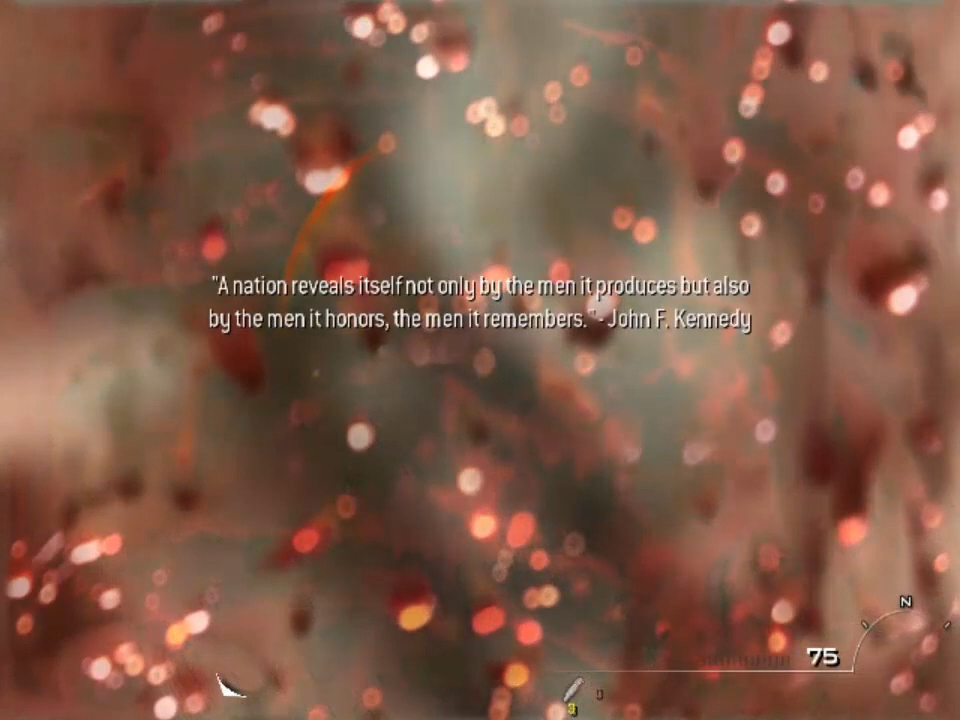 "A nation reveals itself not only by the men it produces but also
by the men it honors, the men it remembers." - John F. Kennedy
N
75
3